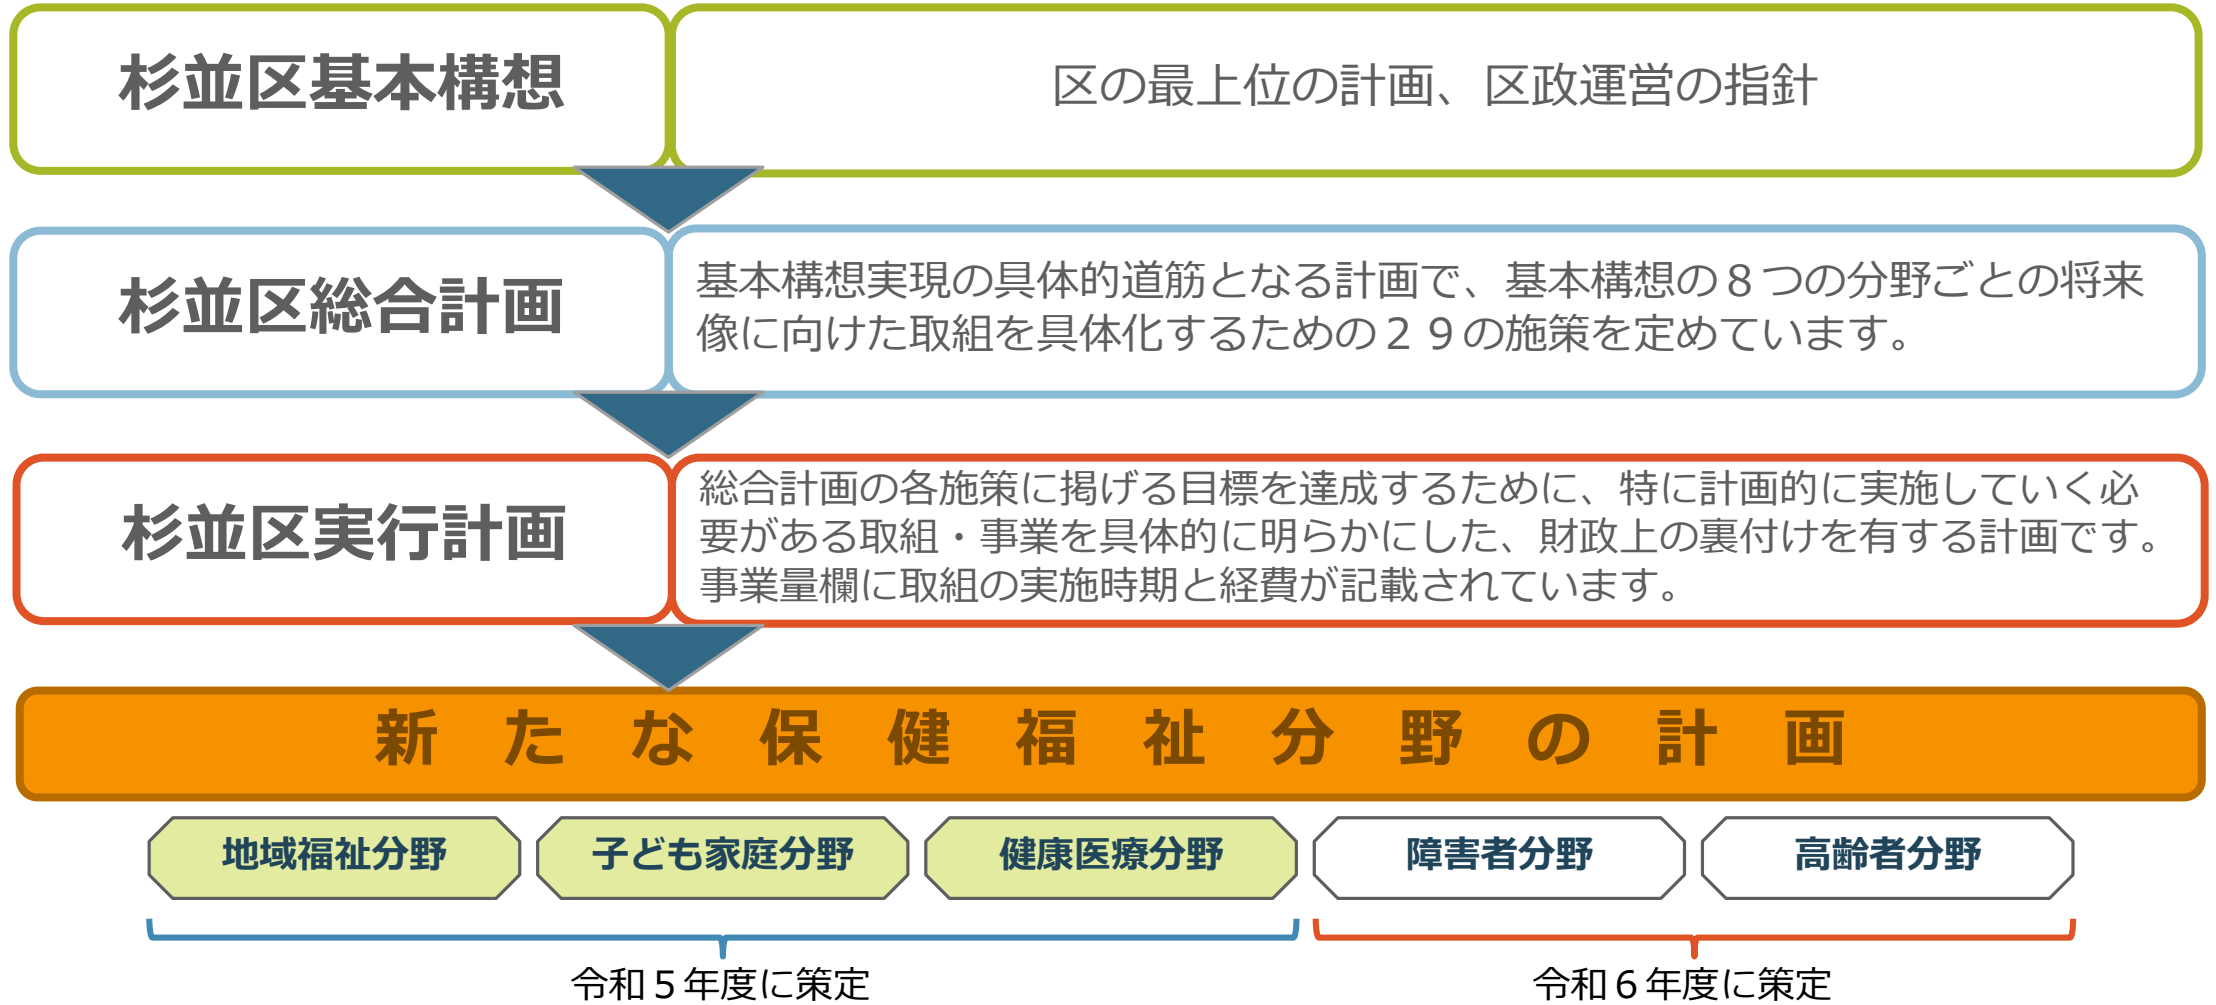 杉並区基本構想
区の最上位の計画、区政運営の指針
杉並区総合計画
基本構想実現の具体的道筋となる計画で、基本構想の８つの分野ごとの将来
像に向けた取組を具体化するための２９の施策を定めています。
杉並区実行計画
総合計画の各施策に掲げる目標を達成するために、特に計画的に実施していく必
要がある取組・事業を具体的に明らかにした、財政上の裏付けを有する計画です。
事業量欄に取組の実施時期と経費が記載されています。
新たな保健福祉分野の計画
地域福祉分野
子ども家庭分野
健康医療分野
障害者分野
高齢者分野
令和５年度に策定
令和６年度に策定